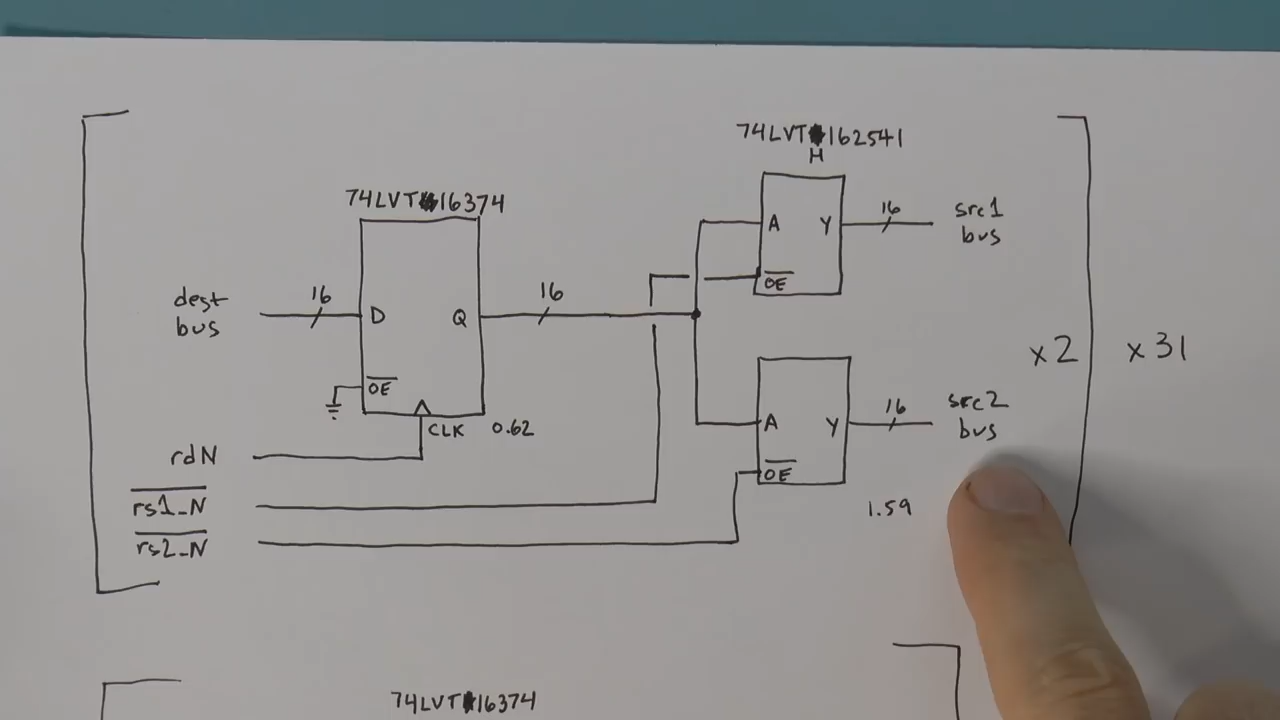 74LVT 162541
H
74LVT 16374
16
src1
bus
A
Y
OE
dest
bus
16
16
D
Q
x2
x31
OE
16
src2
bus
A
Y
CLK
0.62
rdN
OE
rs1_N
1.59
rs2_N
74LVT 16374